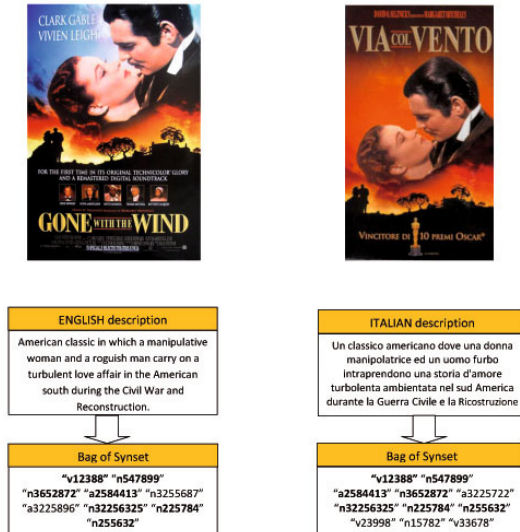 CLARK GABLE
VIVIEN LEIGH
FOR THE FIRST TIME IN ITS ORIGINAL TECHNICOLOR GLORY
AND A REMASTERED DIGITAL SOUNDTRACK
GONE WITH THE WIND
VIA COL VENTO
VINCITORE DI 10 PREMI OSCAR
ENGLISH description
American classic in which a manipulative
woman and a roguish man carry on a
turbulent love affair in the American
south during the Civil War and
Reconstruction.
Bag of Synset
"v12388" "n547899"
"n3652872" "a2584413" "n3255687"
"a3225896" "n32256325" "n225784"
"n255632"
ITALIAN description
Un classico americano dove una donna
manipolatrice ed un uomo furbo
intraprendono una storia d'amore
turbolenta ambientata nel sud America
durante la Guerra Civile e la Ricostruzione
Bag of Synset
"v12388" "n547899"
"a2584413" "n3652872" "a3225722"
"n32256325" "n225784" "n255632"
"v23998" "n15782" "v33678"